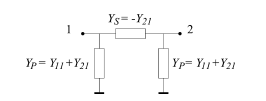 Y_S= -Y_21
1
2
Y_P= Y_11+Y_21
Y_P= Y_11+Y_21